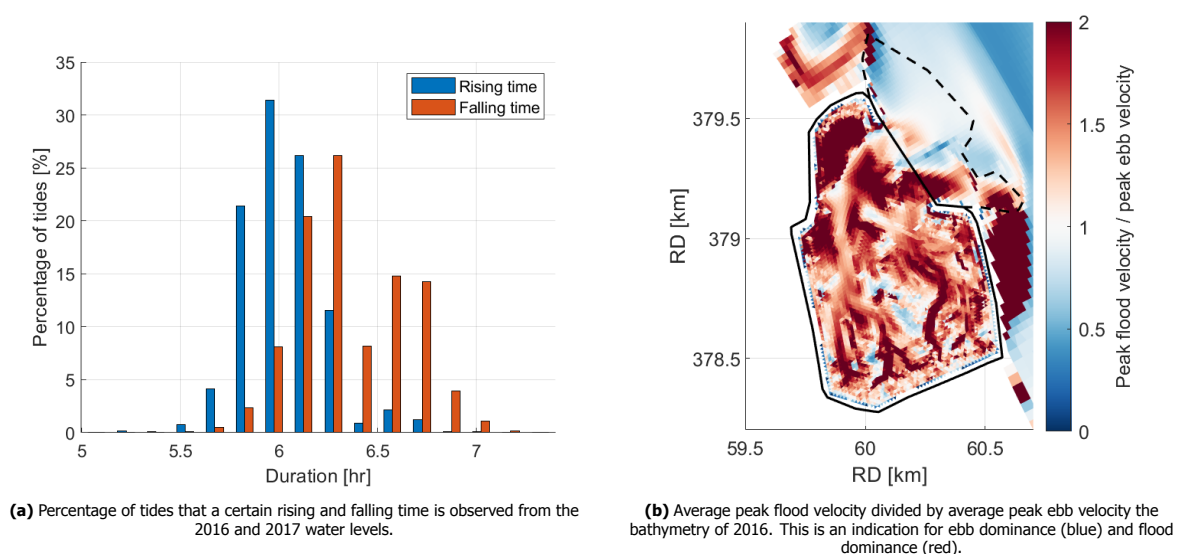 35
30
25
20
15
10
5
0
Percentage of tides [%]
Rising time
Falling time
5
5.5
6
6.5
7
Duration [hr]
(a) Percentage of tides that a certain rising and falling time is observed from the
2016 and 2017 water levels.
379.5
379
378.5
RD [km]
59.5
60
60.5
RD [km]
2
1.5
1
0.5
0
Peak flood velocity / peak ebb velocity
(b) Average peak flood velocity divided by average peak ebb velocity the
bathymetry of 2016. This is an indication for ebb dominance (blue) and flood
dominance (red).